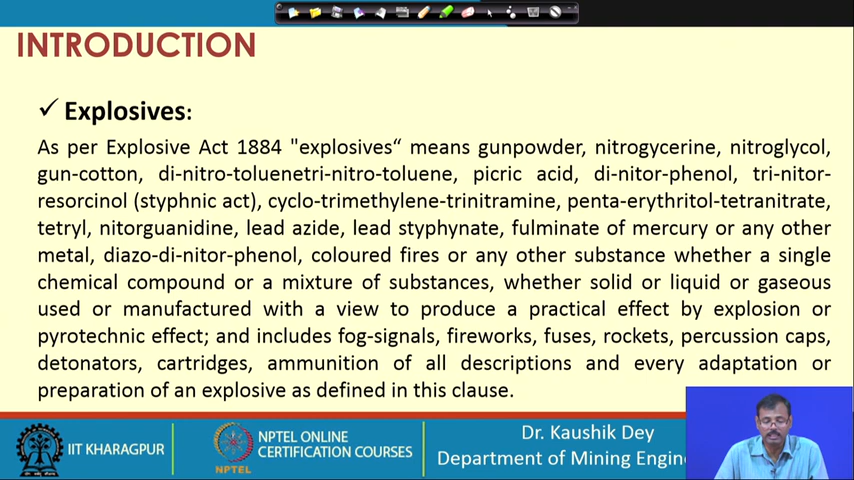 INTRODUCTION
✓ Explosives:
As per Explosive Act 1884 "explosives“ means gunpowder, nitrogycerine, nitroglycol,
gun-cotton, di-nitro-toluenetri-nitro-toluene, picric acid, di-nitor-phenol, tri-nitor-
resorcinol (styphnic act), cyclo-trimethylene-trinitramine, penta-erythritol-tetranitrate,
tetryl, nitorguanidine, lead azide, lead styphynate, fulminate of mercury or any other
metal, diazo-di-nitor-phenol, coloured fires or any other substance whether a single
chemical compound or a mixture of substances, whether solid or liquid or gaseous
used or manufactured with a view to produce a practical effect by explosion or
pyrotechnic effect; and includes fog-signals, fireworks, fuses, rockets, percussion caps,
detonators, cartridges, ammunition of all descriptions and every adaptation or
preparation of an explosive as defined in this clause.
IIT KHARAGPUR
NPTEL
NPTEL ONLINE
CERTIFICATION COURSES
Dr. Kaushik Dey
Department of Mining